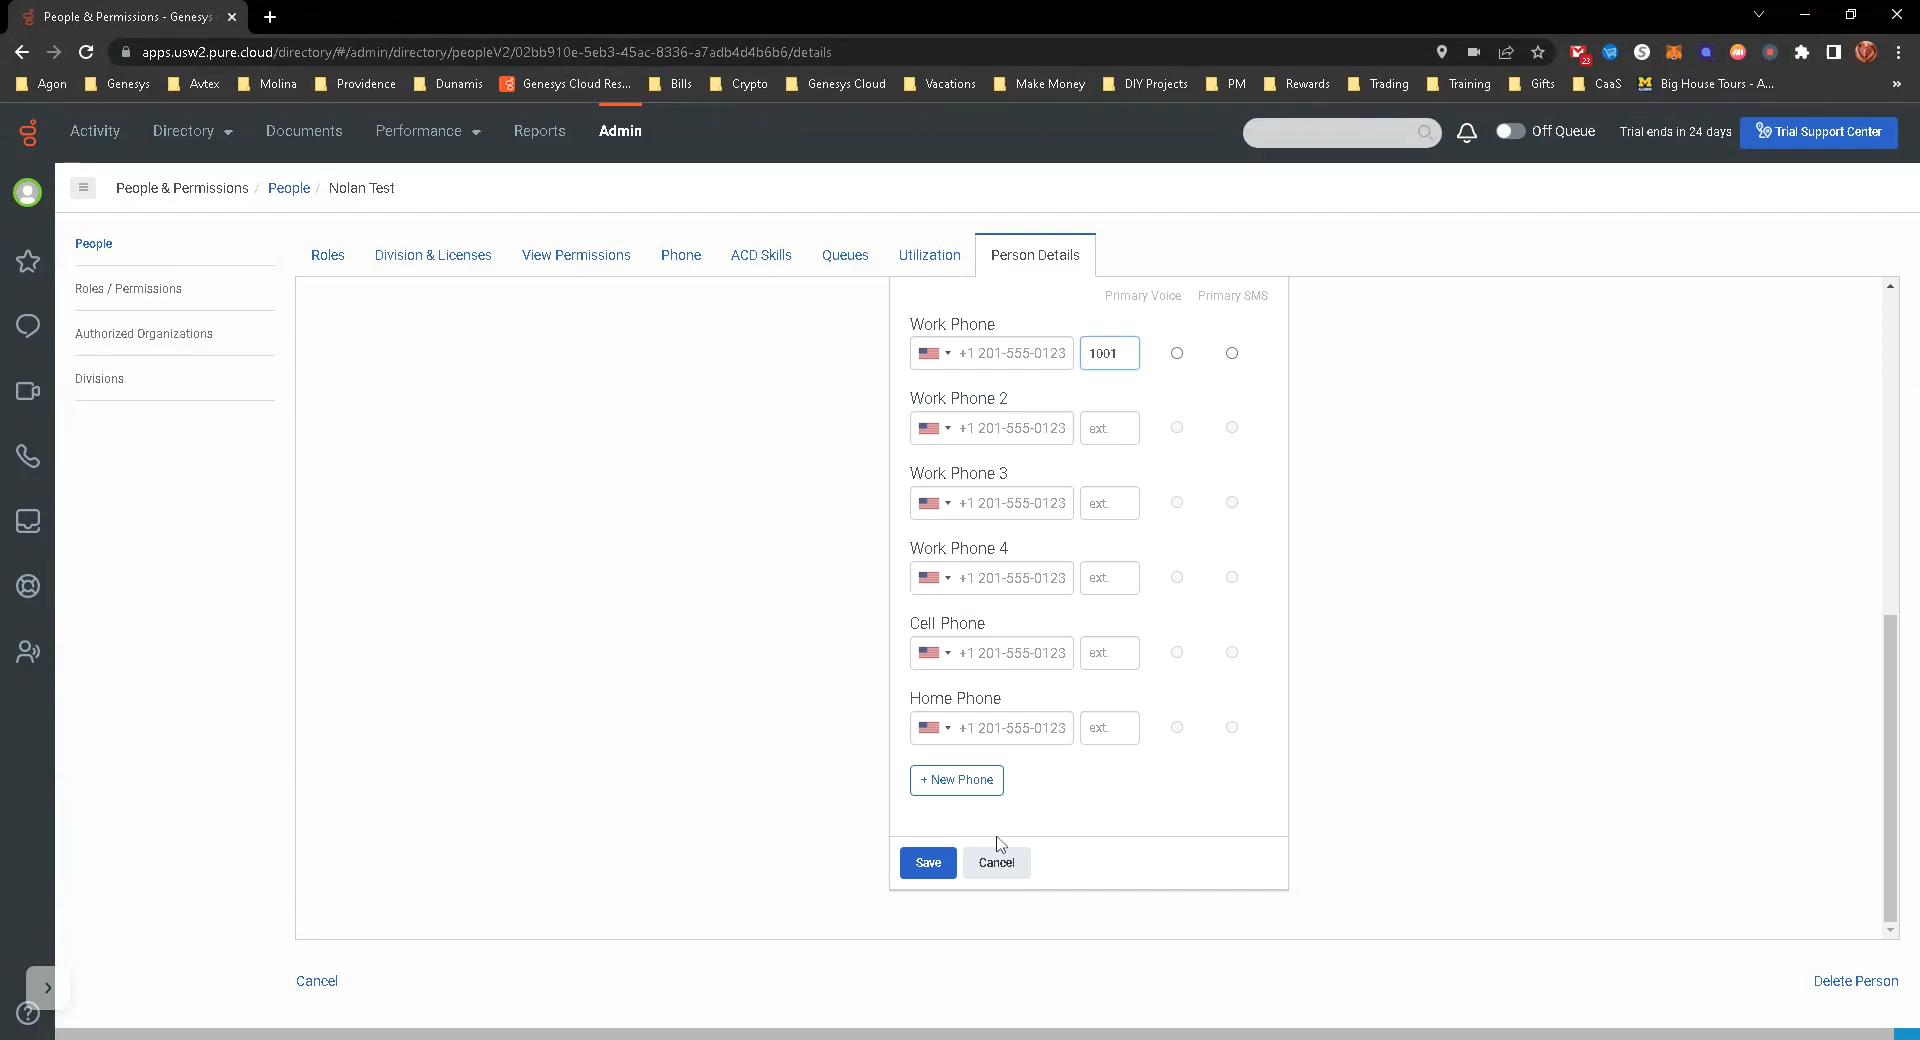 People & Permissions - Genesys
apps.usw2.pure.cloud/directory/#/admin/directory/peopleV2/02bb910e-5eb3-45ac-8336-a7adb4d4b6b6/details
23
Agon Genesys Avtex Molina Providence Dunamis Genesys Cloud Res... Bills Crypto Genesys Cloud Vacations Make Money DIY Projects PM Rewards Trading Training Gifts CaaS Big House Tours - A... »
Activity Directory Documents Performance Reports Admin Off Queue Trial ends in 24 days Trial Support Center
People & Permissions / People / Nolan Test
People
Roles / Permissions
Authorized Organizations
Divisions
Roles Division & Licenses View Permissions Phone ACD Skills Queues Utilization Person Details
Primary Voice Primary SMS
Work Phone
+1 201-555-0123 1001
Work Phone 2
+1 201-555-0123 ext.
Work Phone 3
+1 201-555-0123 ext.
Work Phone 4
+1 201-555-0123 ext.
Cell Phone
+1 201-555-0123 ext.
Home Phone
+1 201-555-0123 ext.
+ New Phone
Save Cancel
Cancel Delete Person